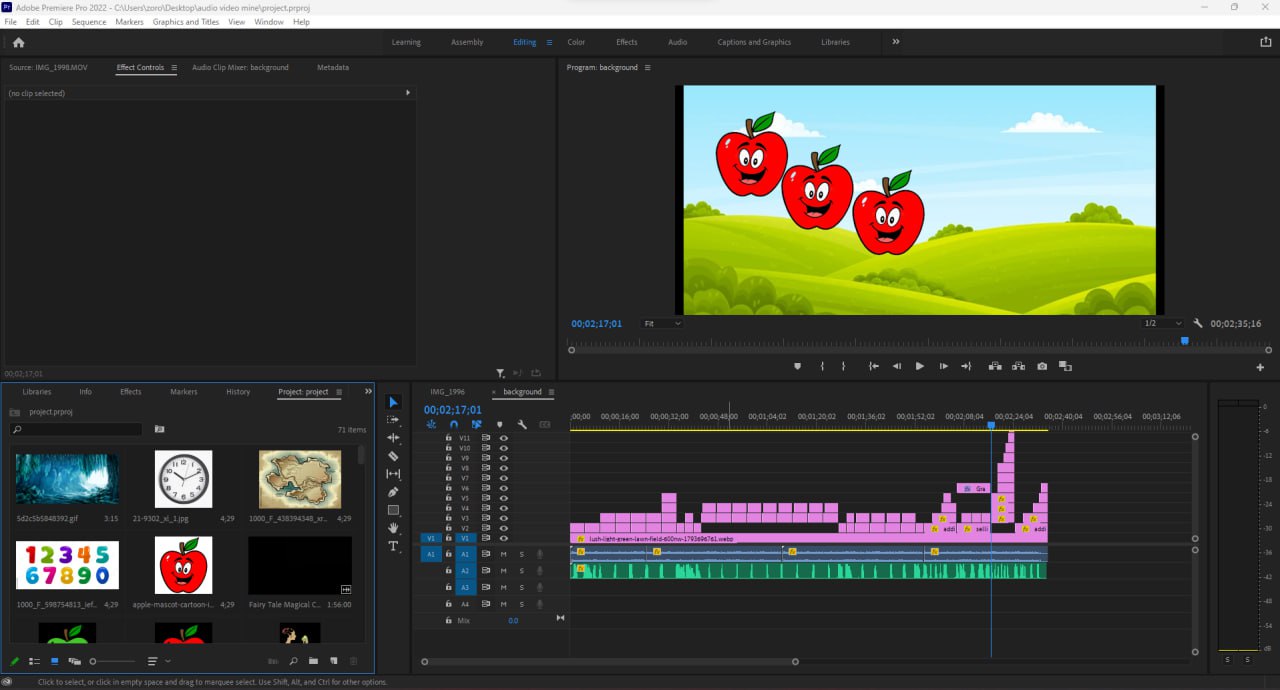 Adobe Premiere Pro 2022 - C:\Users\zoro\Desktop\audio video mine\project.prproj
File Edit Clip Sequence Markers Graphics and Titles View Window Help
Learning Assembly Editing Color Effects Audio Captions and Graphics Libraries
Source: IMG_1998.MOV Effect Controls Audio Clip Mixer: background Metadata
Program: background
(no clip selected)
00;02;17;01 Fit 1/2 00;02;35;16
00;02;17;01
Libraries Info Effects Markers History Project: project
project.prproj
71 items
5d2c5b5848392.gif 3:15 21-9302_xl_1.jpg 4;29 1000_F_438394348_xr... 4;29
1 2 3 4 5
6 7 8 9 0
1000_F_598754813_jef... 4;29 apple-mascot-cartoon-i... 4;29 Fairy Tale Magical C... 1:56:00
IMG_1996 background
00;02;17;01
;00;00 00;00;16;00 00;00;32;00 00;00;48;00 00;01;04;02 00;01;20;02 00;01;36;02 00;01;52;02 00;02;08;04 00;02;24;04 00;02;40;04 00;02;56;04 00;03;12;06
V11
V10
V9
V8
V7
V6 Gra
V5
V4
V3
V2 addi selli addi
V1 V1 lush-light-green-lawn-field-600nw-1793696761.webp
A1 A1 M S
A2 M S
A3 M S
A4 M S
Mix 0.0
0
-6
-12
-18
-24
-30
-36
-42
-48
-54
dB
S S
Click to select, or click in empty space and drag to marquee select. Use Shift, Alt, and Ctrl for other options.